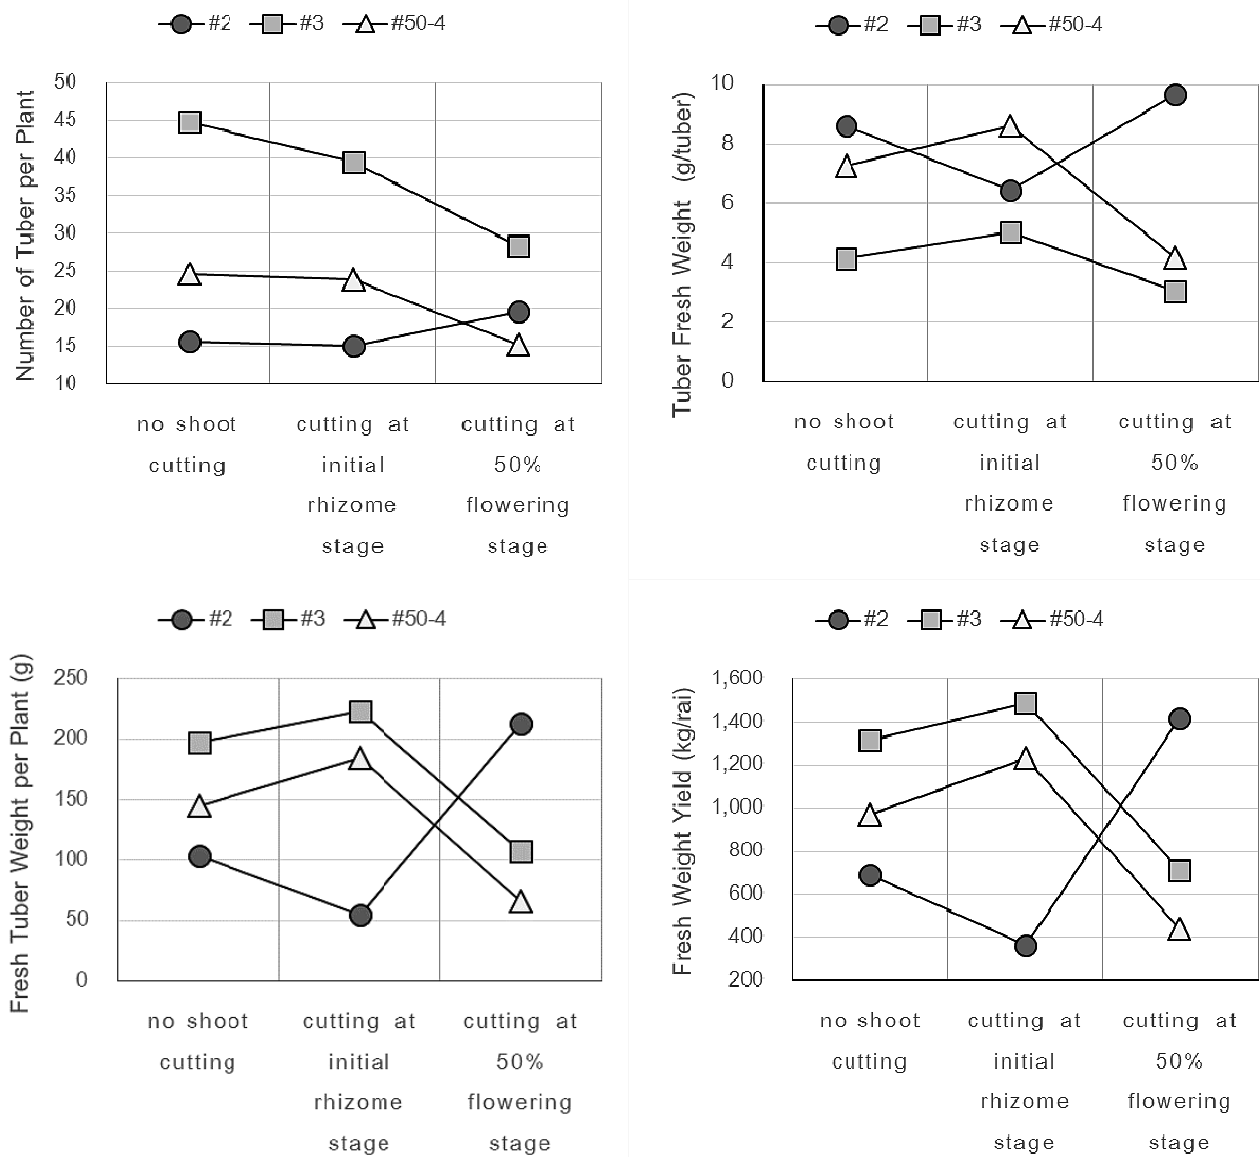 #2 #3 #50-4
Number of Tuber per Plant
50
45
40
35
30
25
20
15
10
no shoot cutting at cutting at
cutting initial 50%
rhizome flowering
stage stage
#2 #3 #50-4
Tuber Fresh Weight (g/tuber)
10
8
6
4
2
0
no shoot cutting at cutting at
cutting initial 50%
rhizome flowering
stage stage
#2 #3 #50-4
Fresh Tuber Weight per Plant (g)
250
200
150
100
50
0
no shoot cutting at cutting at
cutting initial 50%
rhizome flowering
stage stage
#2 #3 #50-4
Fresh Weight Yield (kg/rai)
1,600
1,400
1,200
1,000
800
600
400
200
no shoot cutting at cutting at
cutting initial 50%
rhizome flowering
stage stage